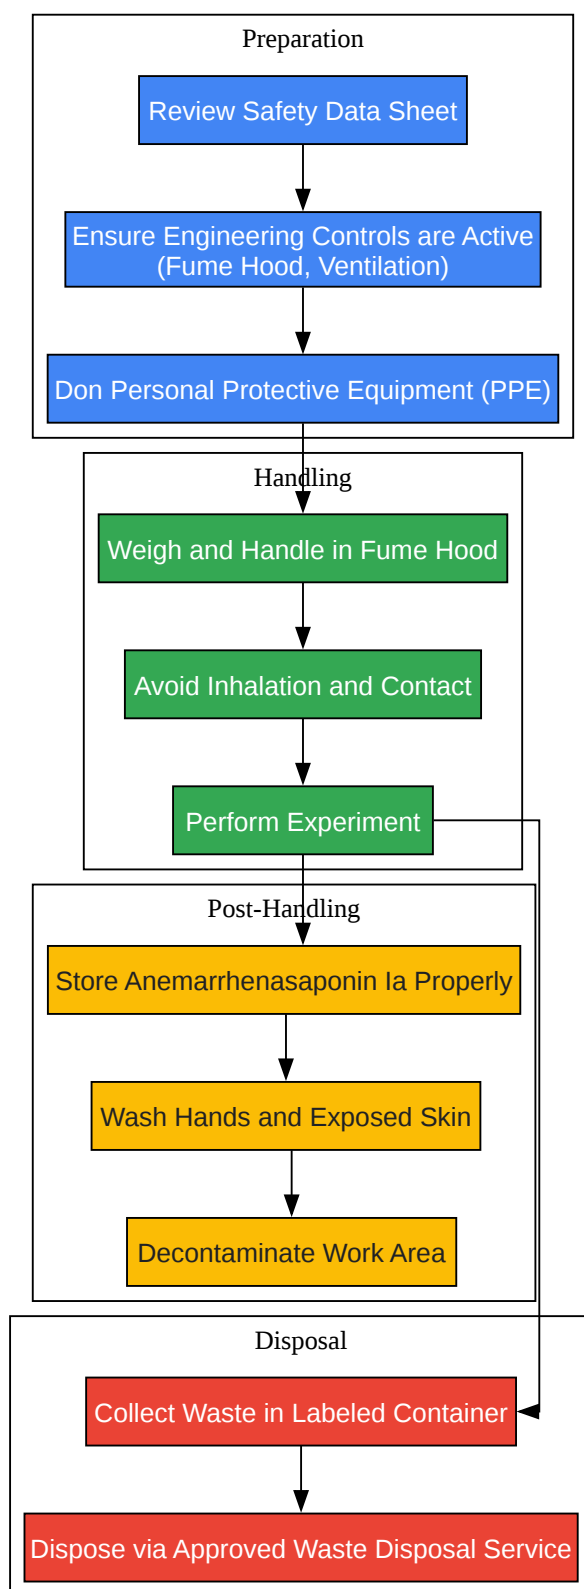 Preparation
Review Safety Data Sheet
Ensure Engineering Controls are Active
(Fume Hood, Ventilation)
Don Personal Protective Equipment (PPE)
Handling
Weigh and Handle in Fume Hood
Avoid Inhalation and Contact
Perform Experiment
Post-Handling
Store Anemarrhenasaponin Ia Properly
Wash Hands and Exposed Skin
Decontaminate Work Area
Disposal
Collect Waste in Labeled Container
Dispose via Approved Waste Disposal Service